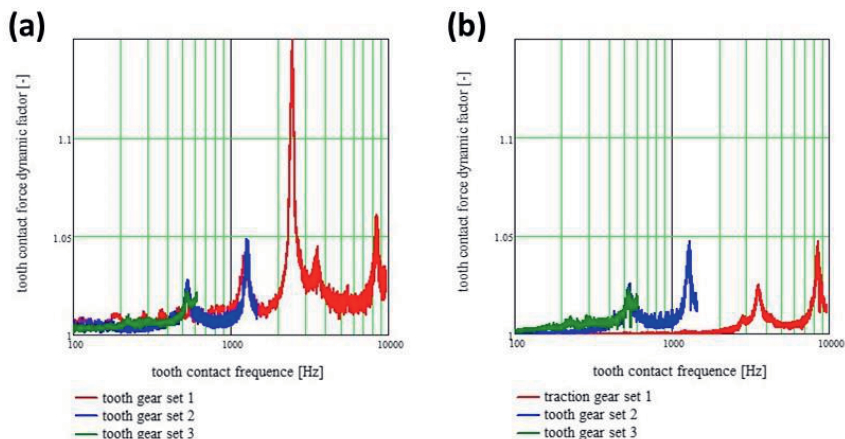 (a)
tooth contact force dynamic factor [-]
1.1
1.05
1
100
1000
10000
tooth contact frequence [Hz]
tooth gear set 1
tooth gear set 2
tooth gear set 3
(b)
tooth contact force dynamic factor [-]
1.1
1.05
1
100
1000
10000
tooth contact frequence [Hz]
traction gear set 1
tooth gear set 2
tooth gear set 3